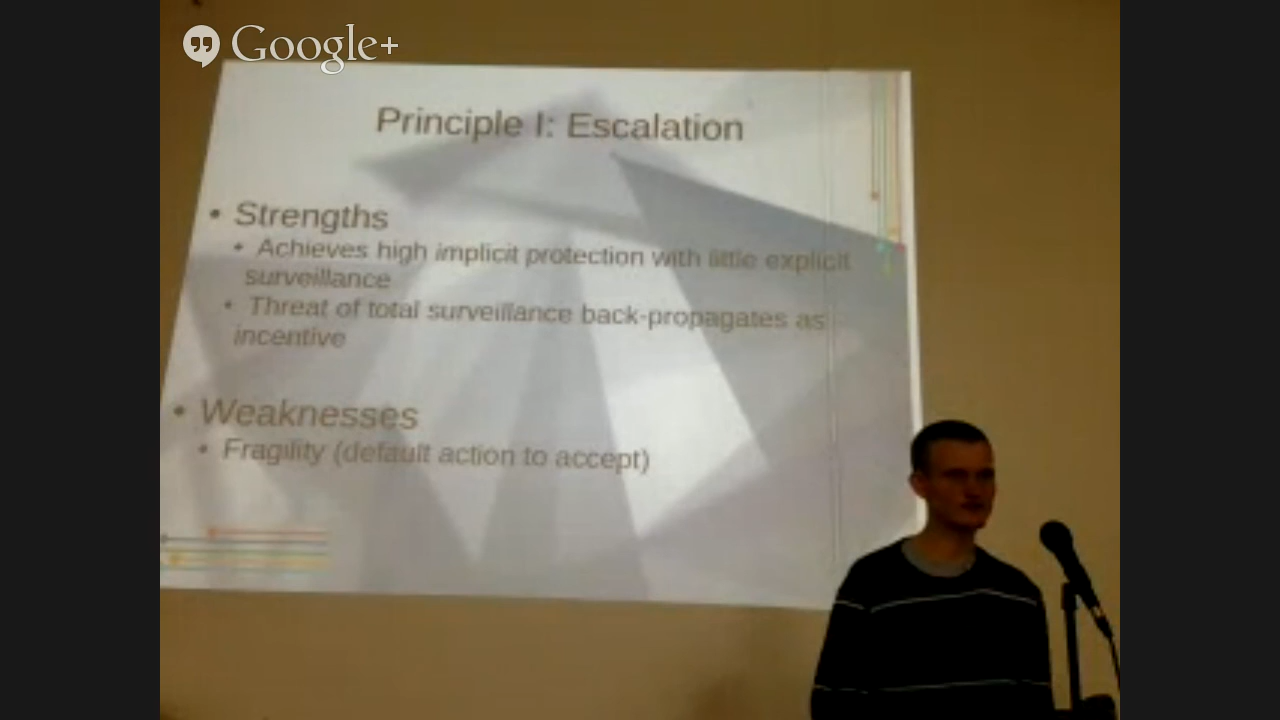 Google+
Principle I: Escalation
• Strengths
• Achieves high implicit protection with little explicit
surveillance
• Threat of total surveillance back-propagates as
incentive
• Weaknesses
• Fragility (default action to accept)